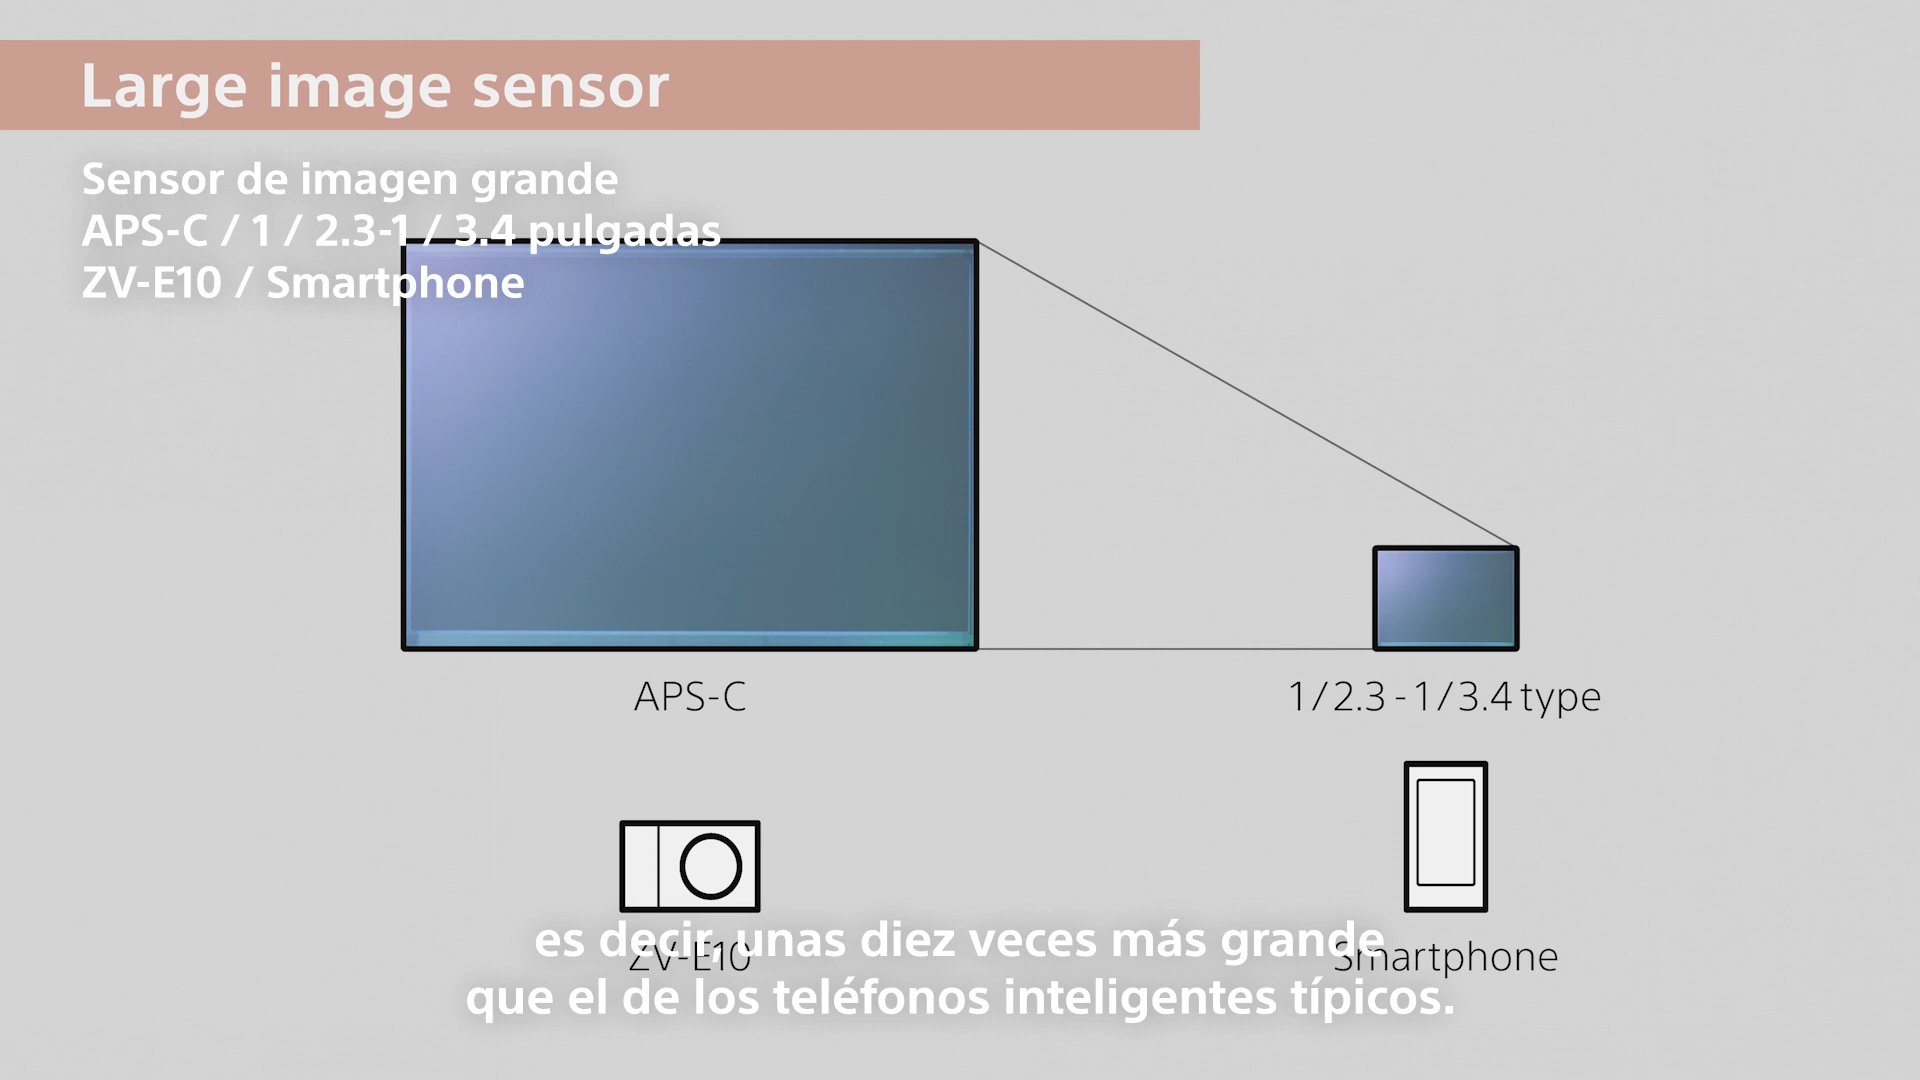 Large image sensor
Sensor de imagen grande
APS-C / 1 / 2.3-1 / 3.4 pulgadas
ZV-E10 / Smartphone
APS-C
1/2.3 - 1/3.4 type
ZV-E10
Smartphone
es decir, unas diez veces más grande
que el de los teléfonos inteligentes típicos.